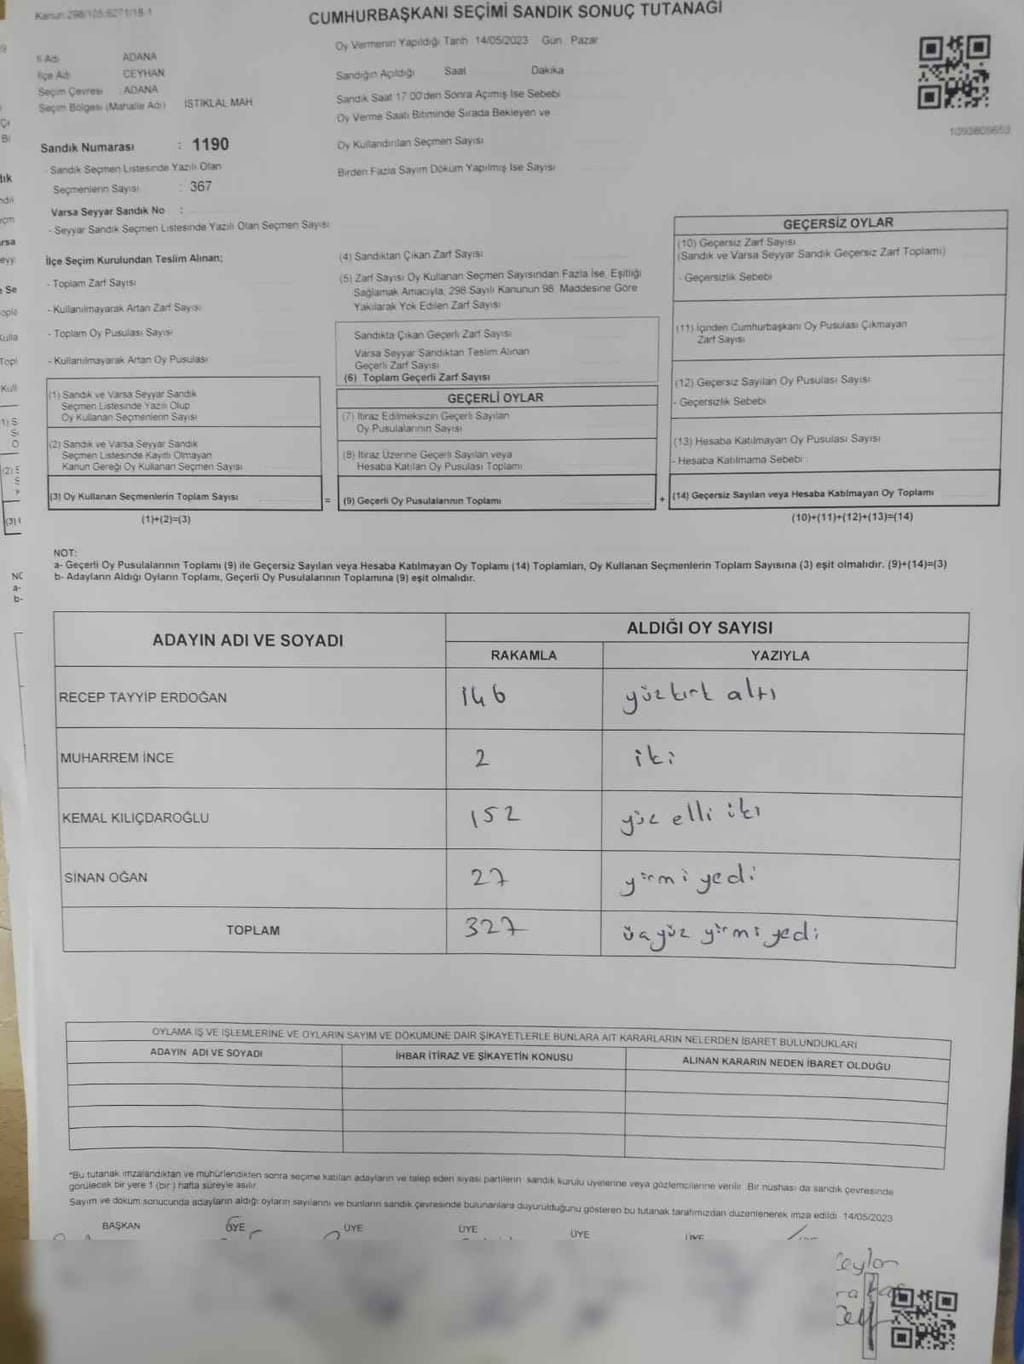 Kanun 298/105;6271/18-1
CUMHURBAŞKANI SEÇİMİ SANDIK SONUÇ TUTANAĞI
İl Adı ADANA
İlçe Adı CEYHAN
Seçim Çevresi : ADANA
Seçim Bölgesi (Mahalle Adı) İSTİKLAL MAH
Sandık Numarası : 1190
- Sandık Seçmen Listesinde Yazılı Olan
Seçmenlerin Sayısı : 367
Varsa Seyyar Sandık No :
- Seyyar Sandık Seçmen Listesinde Yazılı Olan Seçmen Sayısı
Oy Vermenin Yapıldığı Tarih 14/05/2023 Gün: Pazar
Sandığın Açıldığı Saat Dakika
Sandık Saat 17:00'den Sonra Açımış İse Sebebi
Oy Verme Saati Bitiminde Sırada Bekleyen ve
Oy Kullandırılan Seçmen Sayısı
Birden Fazla Sayım Döküm Yapılmış İse Sayısı
İlçe Seçim Kurulundan Teslim Alınan;
- Toplam Zarf Sayısı
- Kullanılmayarak Artan Zarf Sayısı
- Toplam Oy Pusulası Sayısı
- Kullanılmayarak Artan Oy Pusulası
(1) Sandık ve Varsa Seyyar Sandık
Seçmen Listesinde Yazılı Olup
Oy Kullanan Seçmenlerin Sayısı
(2) Sandık ve Varsa Seyyar Sandık
Seçmen Listesinde Kayıtlı Olmayan
Kanun Gereği Oy Kullanan Seçmen Sayısı
(3) Oy Kullanan Seçmenlerin Toplam Sayısı
(1)+(2)=(3)
=
(4) Sandıktan Çıkan Zarf Sayısı
(5) Zarf Sayısı Oy Kullanan Seçmen Sayısından Fazla İse, Eşitliği
Sağlamak Amacıyla, 298 Sayılı Kanunun 98. Maddesine Göre
Yakılarak Yok Edilen Zarf Sayısı
Sandıkta Çıkan Geçerli Zarf Sayısı
Varsa Seyyar Sandıktan Teslim Alınan
Geçerli Zarf Sayısı
(6) Toplam Geçerli Zarf Sayısı
GEÇERLİ OYLAR
(7) İtiraz Edilmeksizin Geçerli Sayılan
Oy Pusulalarının Sayısı
(8) İtiraz Üzerine Geçerli Sayılan veya
Hesaba Katılan Oy Pusulası Toplamı
(9) Geçerli Oy Pusulalarının Toplamı
+
GEÇERSİZ OYLAR
(10) Geçersiz Zarf Sayısı
(Sandık ve Varsa Seyyar Sandık Geçersiz Zarf Toplamı)
- Geçersizlik Sebebi
(11) İçinden Cumhurbaşkanı Oy Pusulası Çıkmayan
Zarf Sayısı
(12) Geçersiz Sayılan Oy Pusulası Sayısı
- Geçersizlik Sebebi
(13) Hesaba Katılmayan Oy Pusulası Sayısı
- Hesaba Katılmama Sebebi
(14) Geçersiz Sayılan veya Hesaba Katılmayan Oy Toplamı
(10)+(11)+(12)+(13)=(14)
NOT:
a- Geçerli Oy Pusulalarının Toplamı (9) ile Geçersiz Sayılan veya Hesaba Katılmayan Oy Toplamı (14) Toplamları, Oy Kullanan Seçmenlerin Toplam Sayısına (3) eşit olmalıdır. (9)+(14)=(3)
b- Adayların Aldığı Oyların Toplamı, Geçerli Oy Pusulalarının Toplamına (9) eşit olmalıdır.
ADAYIN ADI VE SOYADI ALDIĞI OY SAYISI
RAKAMLA YAZIYLA
RECEP TAYYİP ERDOĞAN 146 yüzkırk altı
MUHARREM İNCE 2 iki
KEMAL KILIÇDAROĞLU 152 yüz elli iki
SİNAN OĞAN 27 yirmi yedi
TOPLAM 327 üçyüz yirmi yedi
OYLAMA İŞ VE İŞLEMLERİNE VE OYLARIN SAYIM VE DÖKÜMÜNE DAİR ŞİKAYETLERLE BUNLARA AİT KARARLARIN NELERDEN İBARET BULUNDUKLARI
ADAYIN ADI VE SOYADI İHBAR İTİRAZ VE ŞİKAYETİN KONUSU ALINAN KARARIN NEDEN İBARET OLDUĞU
*Bu tutanak imzalandıktan ve mühürlendikten sonra seçime katılan adayların ve talep eden siyasi partilerin sandık kurulu üyelerine veya gözlemcilerine verilir. Bir nüshası da sandık çevresinde
görülecek bir yere 1 (bir) hafta süreyle asılır.
Sayım ve döküm sonucunda adayların aldığı oyların sayılarını ve bunların sandık çevresinde bulunanlara duyurulduğunu gösteren bu tutanak tarafımızdan düzenlenerek imza edildi. 14/05/2023
BAŞKAN ÜYE ÜYE ÜYE ÜYE ÜYE